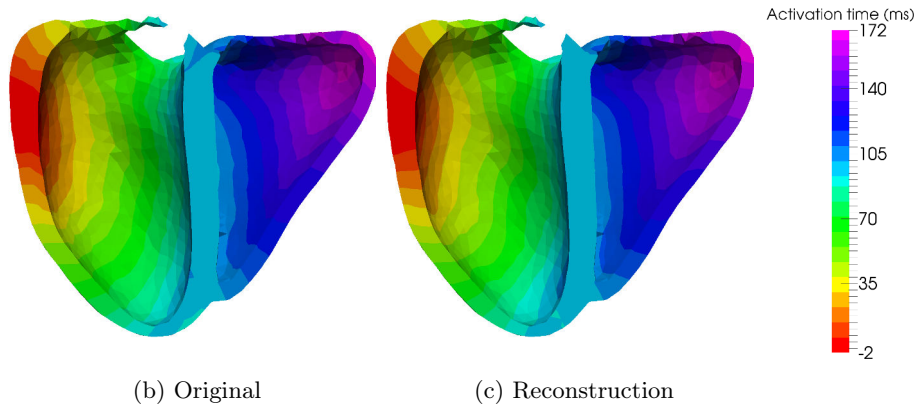 Activation time (ms)
172
140
105
70
35
-2
(b) Original
(c) Reconstruction